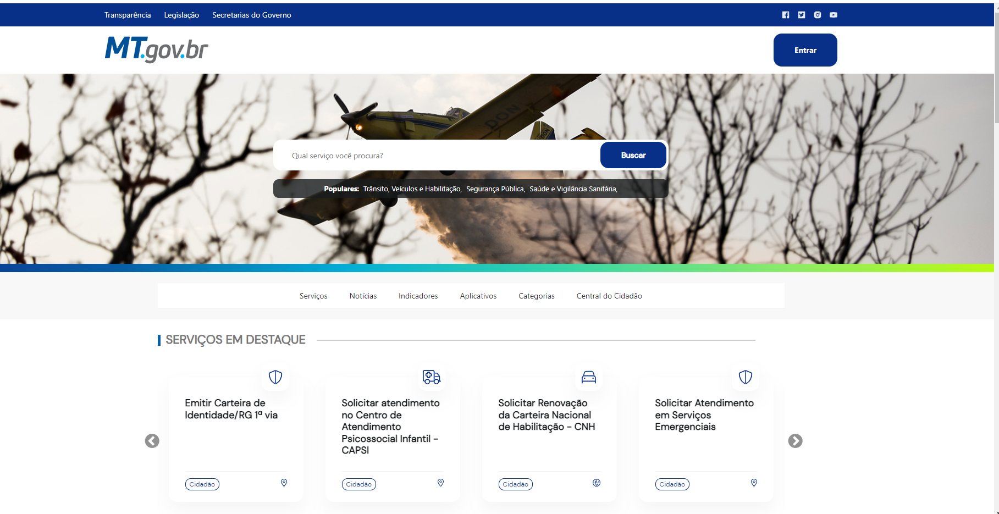 Transparência Legislação Secretarias do Governo
MT.gov.br
Entrar
DON
DON
Qual serviço você procura?
Buscar
Populares: Trânsito, Veículos e Habilitação, Segurança Pública, Saúde e Vigilância Sanitária,
Serviços Notícias Indicadores Aplicativos Categorias Central do Cidadão
SERVIÇOS EM DESTAQUE
Emitir Carteira de
Identidade/RG 1ª via
Cidadão
Solicitar atendimento
no Centro de
Atendimento
Psicossocial Infantil -
CAPSI
Cidadão
Solicitar Renovação
da Carteira Nacional
de Habilitação - CNH
Cidadão
Solicitar Atendimento
em Serviços
Emergenciais
Cidadão